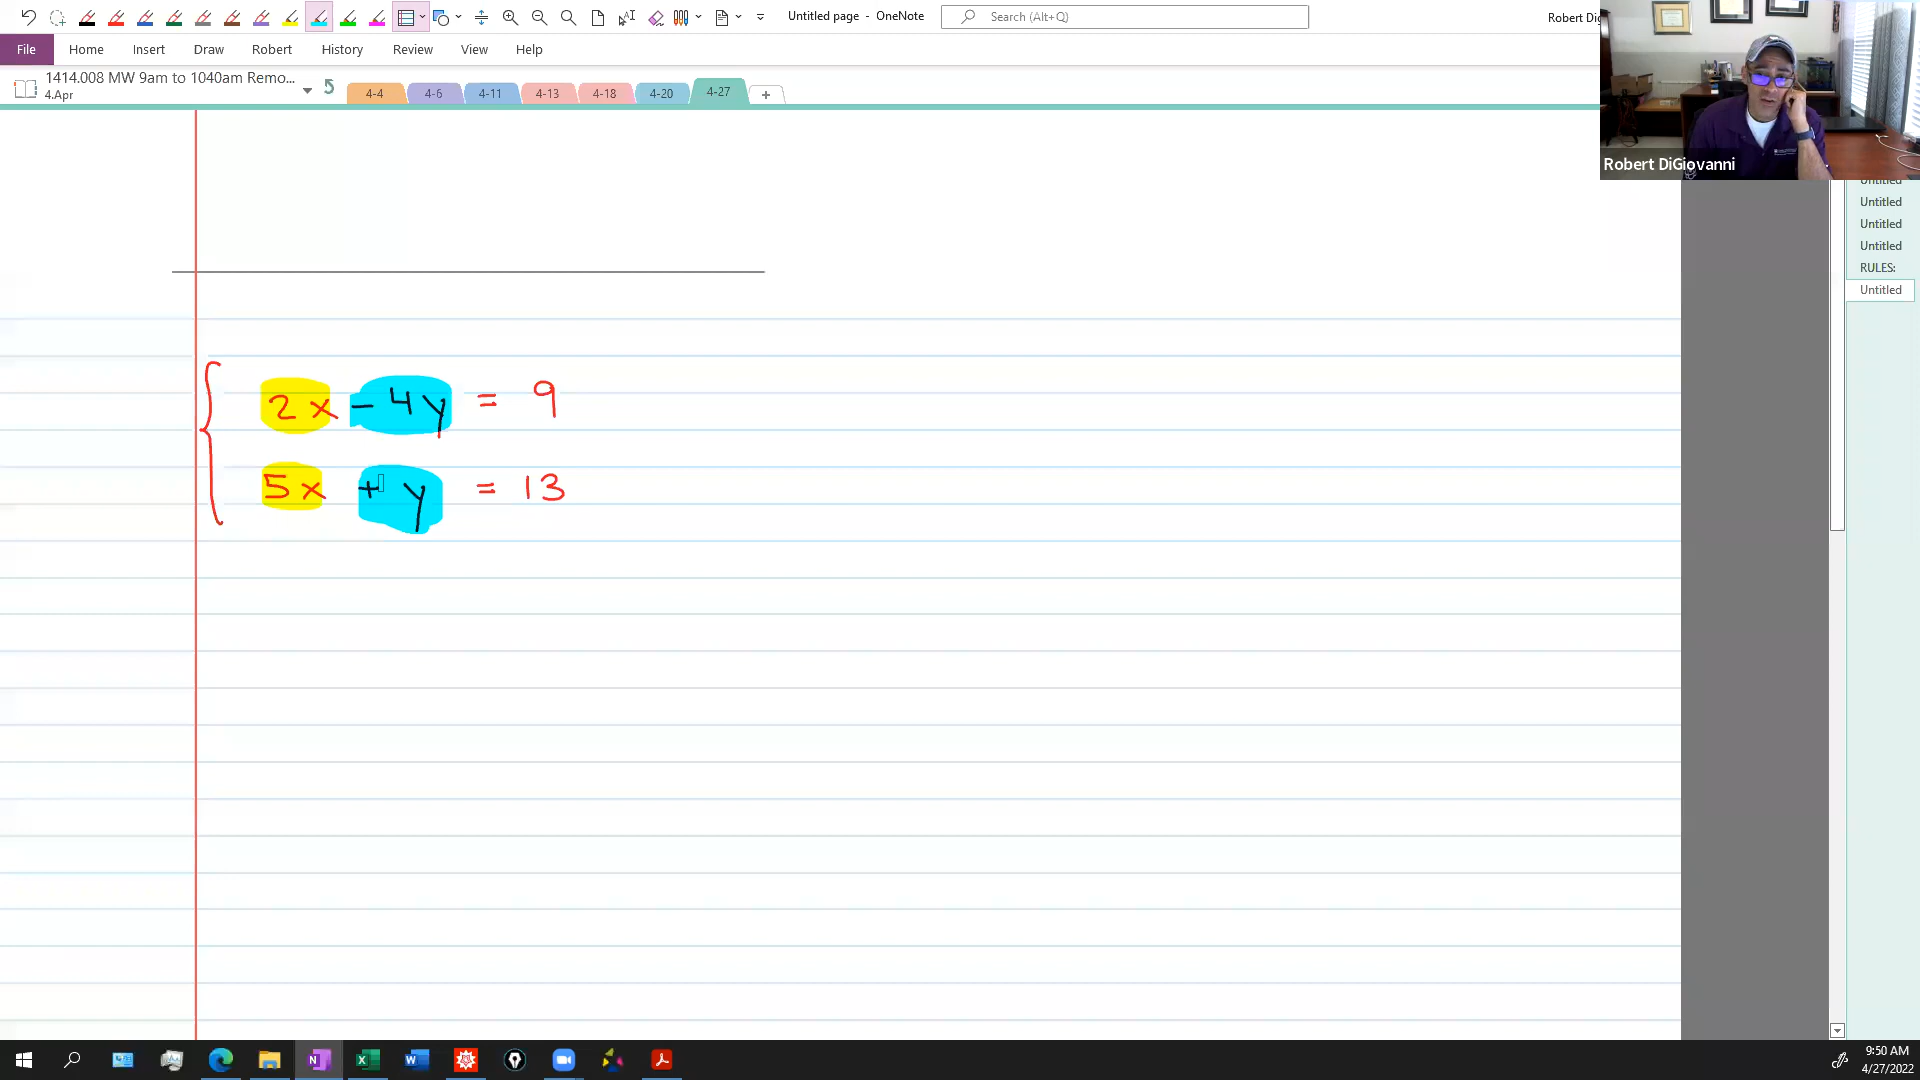 Untitled page - OneNote
Search (Alt+Q)
Robert Dig
File Home Insert Draw Robert History Review View Help
1414.008 MW 9am to 1040am Remo...
4.Apr
4-4 4-6 4-11 4-13 4-18 4-20 4-27
Robert DiGiovanni
Untitled
Untitled
Untitled
Untitled
RULES:
Untitled
2x - 4y = 9
5x + y = 13
9:50 AM
4/27/2022